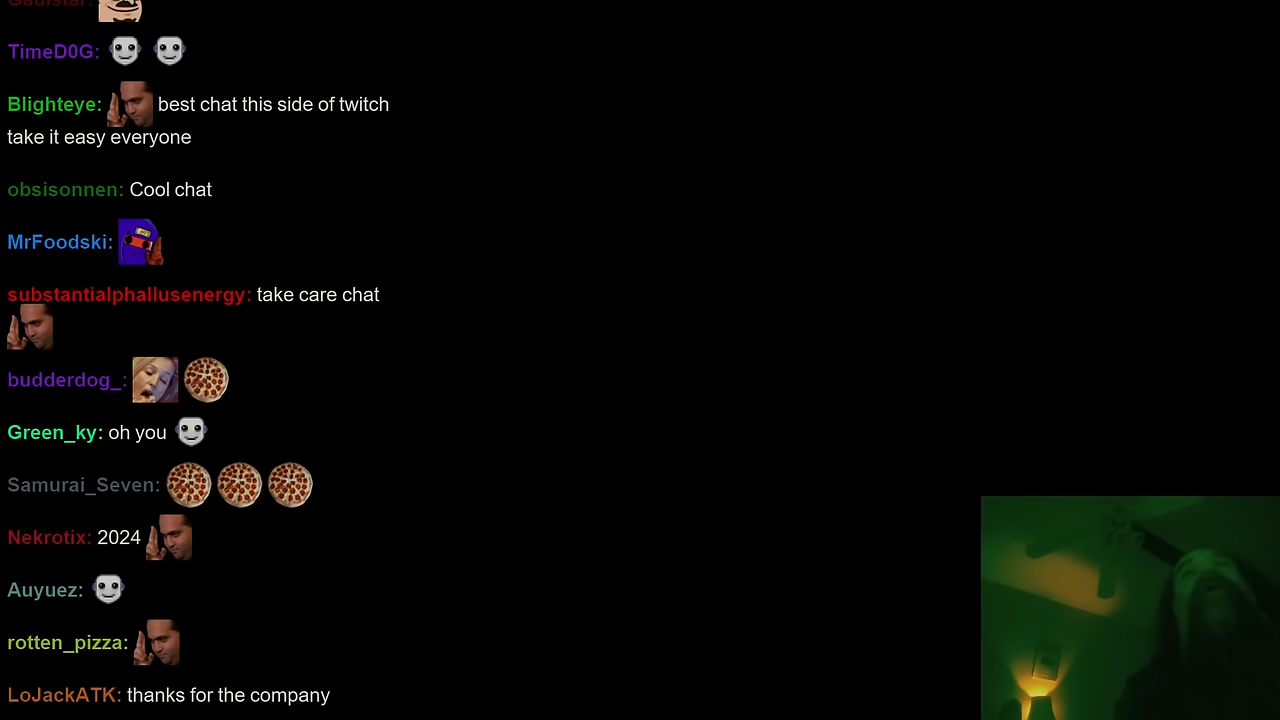 TimeD0G:
Blighteye: best chat this side of twitch
take it easy everyone
obsisonnen: Cool chat
MrFoodski:
substantialphallusenergy: take care chat
budderdog_:
Green_ky: oh you
Samurai_Seven:
Nekrotix: 2024
Auyuez:
rotten_pizza:
LoJackATK: thanks for the company